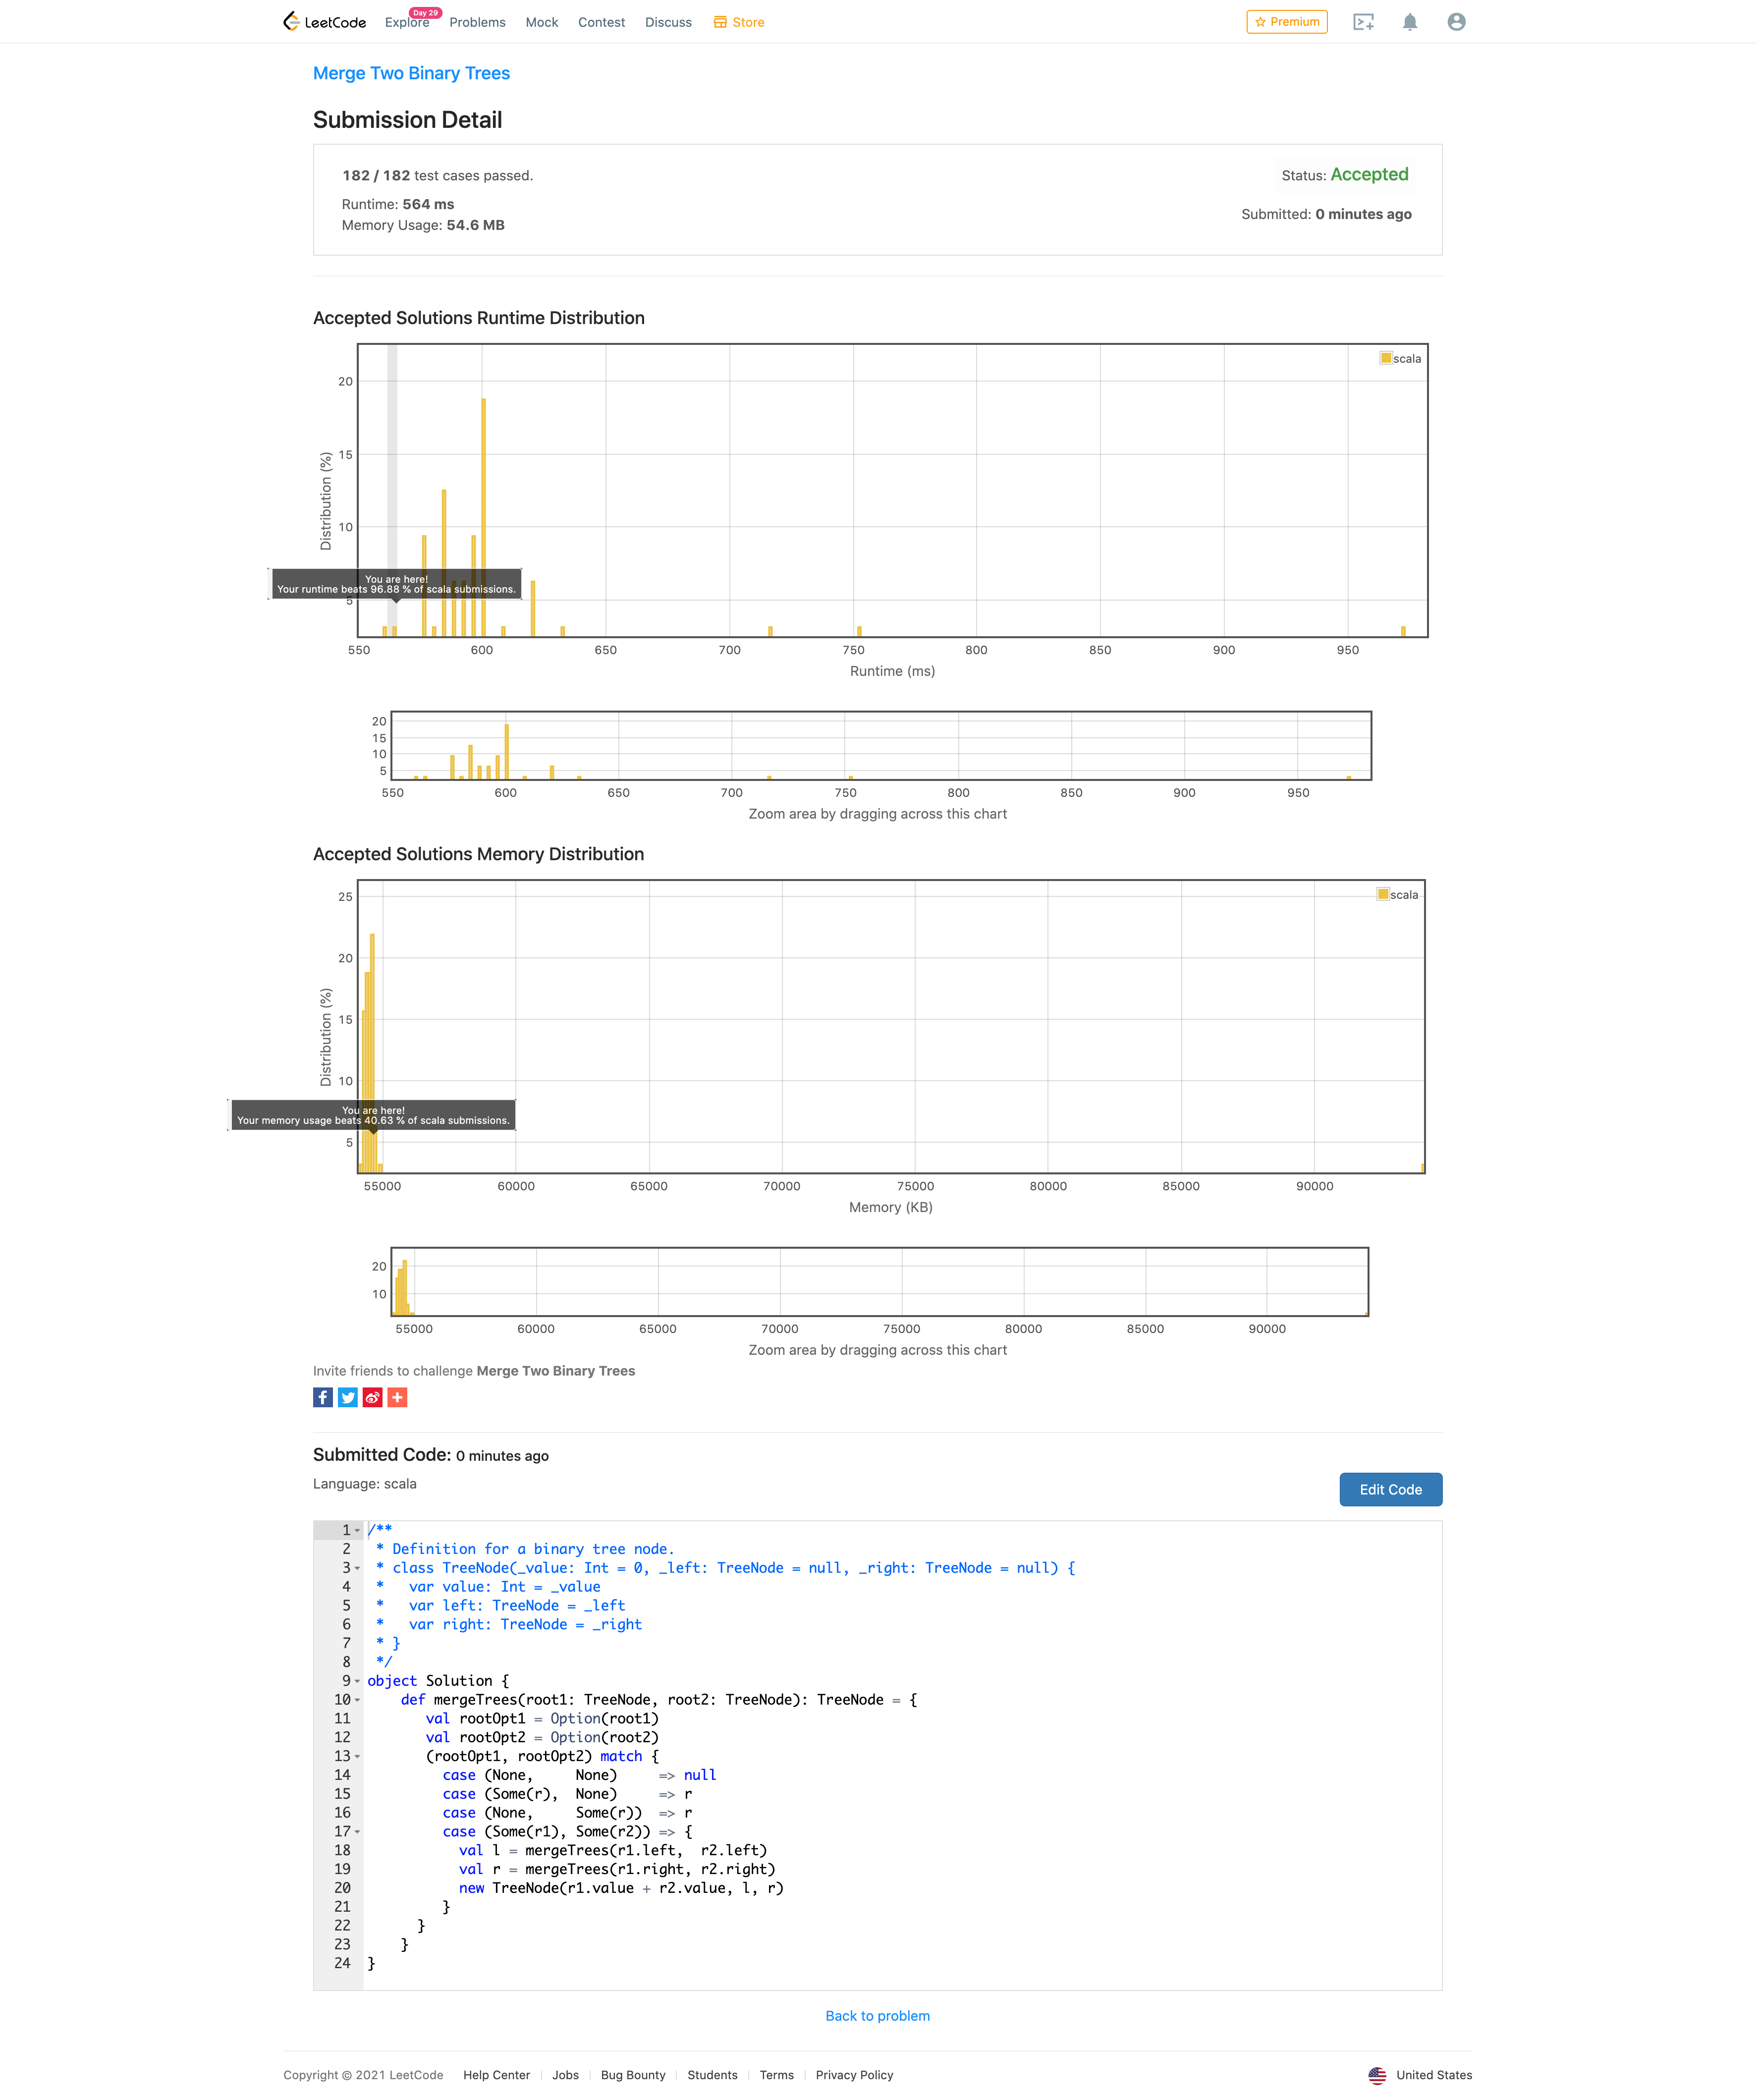 LeetCode Explore Day 29 Problems Mock Contest Discuss Store Premium
Merge Two Binary Trees
Submission Detail
182 / 182 test cases passed.
Status: Accepted
Runtime: 564 ms
Submitted: 0 minutes ago
Memory Usage: 54.6 MB
Accepted Solutions Runtime Distribution
scala
20
15
10
5
Distribution (%)
You are here!
Your runtime beats 96.88 % of scala submissions.
550 600 650 700 750 800 850 900 950
Runtime (ms)
20
15
10
5
550 600 650 700 750 800 850 900 950
Zoom area by dragging across this chart
Accepted Solutions Memory Distribution
scala
25
20
15
10
5
Distribution (%)
You are here!
Your memory usage beats 40.63 % of scala submissions.
55000 60000 65000 70000 75000 80000 85000 90000
Memory (KB)
20
10
55000 60000 65000 70000 75000 80000 85000 90000
Zoom area by dragging across this chart
Invite friends to challenge Merge Two Binary Trees
Submitted Code: 0 minutes ago
Language: scala
Edit Code
1 /**
2  * Definition for a binary tree node.
3  * class TreeNode(_value: Int = 0, _left: TreeNode = null, _right: TreeNode = null) {
4  *   var value: Int = _value
5  *   var left: TreeNode = _left
6  *   var right: TreeNode = _right
7  * }
8  */
9 object Solution {
10     def mergeTrees(root1: TreeNode, root2: TreeNode): TreeNode = {
11        val rootOpt1 = Option(root1)
12        val rootOpt2 = Option(root2)
13        (rootOpt1, rootOpt2) match {
14          case (None,     None)     => null
15          case (Some(r),  None)     => r
16          case (None,     Some(r))  => r
17          case (Some(r1), Some(r2)) => {
18            val l = mergeTrees(r1.left,  r2.left)
19            val r = mergeTrees(r1.right, r2.right)
20            new TreeNode(r1.value + r2.value, l, r)
21          }
22       }
23     }
24 }
Back to problem
Copyright © 2021 LeetCode Help Center Jobs Bug Bounty Students Terms Privacy Policy United States